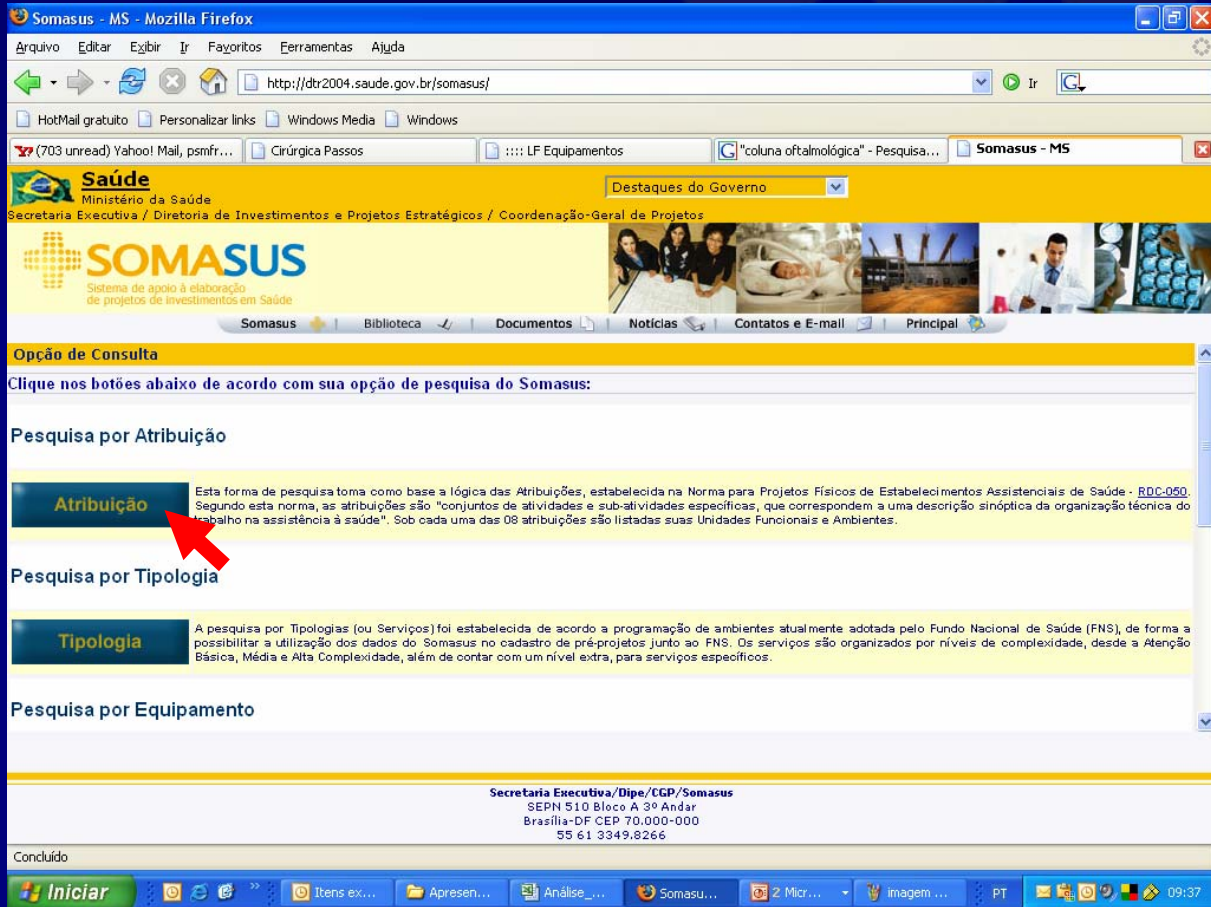 Somasus - MS - Mozilla Firefox
Arquivo Editar Exibir Ir Favoritos Ferramentas Ajuda
http://dtr2004.saude.gov.br/somasus/ Ir G
HotMail gratuito Personalizar links Windows Media Windows
(703 unread) Yahoo! Mail, psmfr... Cirúrgica Passos :::: LF Equipamentos "coluna oftalmológica" - Pesquisa... Somasus - MS
Saúde
Ministério da Saúde
Destaques do Governo
Secretaria Executiva / Diretoria de Investimentos e Projetos Estratégicos / Coordenação-Geral de Projetos
SOMASUS
Sistema de apoio à elaboração
de projetos de investimentos em Saúde
Somasus | Biblioteca | Documentos | Notícias | Contatos e E-mail | Principal
Opção de Consulta
Clique nos botões abaixo de acordo com sua opção de pesquisa do Somasus:
Pesquisa por Atribuição
Atribuição
Esta forma de pesquisa toma como base a lógica das Atribuições, estabelecida na Norma para Projetos Físicos de Estabelecimentos Assistenciais de Saúde - RDC-050.
Segundo esta norma, as atribuições são "conjuntos de atividades e sub-atividades específicas, que correspondem a uma descrição sinóptica da organização técnica do
trabalho na assistência à saúde". Sob cada uma das 08 atribuições são listadas suas Unidades Funcionais e Ambientes.
Pesquisa por Tipologia
Tipologia
A pesquisa por Tipologias (ou Serviços) foi estabelecida de acordo a programação de ambientes atualmente adotada pelo Fundo Nacional de Saúde (FNS), de forma a
possibilitar a utilização dos dados do Somasus no cadastro de pré-projetos junto ao FNS. Os serviços são organizados por níveis de complexidade, desde a Atenção
Básica, Média e Alta Complexidade, além de contar com um nível extra, para serviços específicos.
Pesquisa por Equipamento
Secretaria Executiva/Dipe/CGP/Somasus
SEPN 510 Bloco A 3º Andar
Brasília-DF CEP 70.000-000
55 61 3349.8266
Concluído
Iniciar » Itens ex... Apresen... Análise_... Somasu... 2 Micr... imagem ... PT 09:37